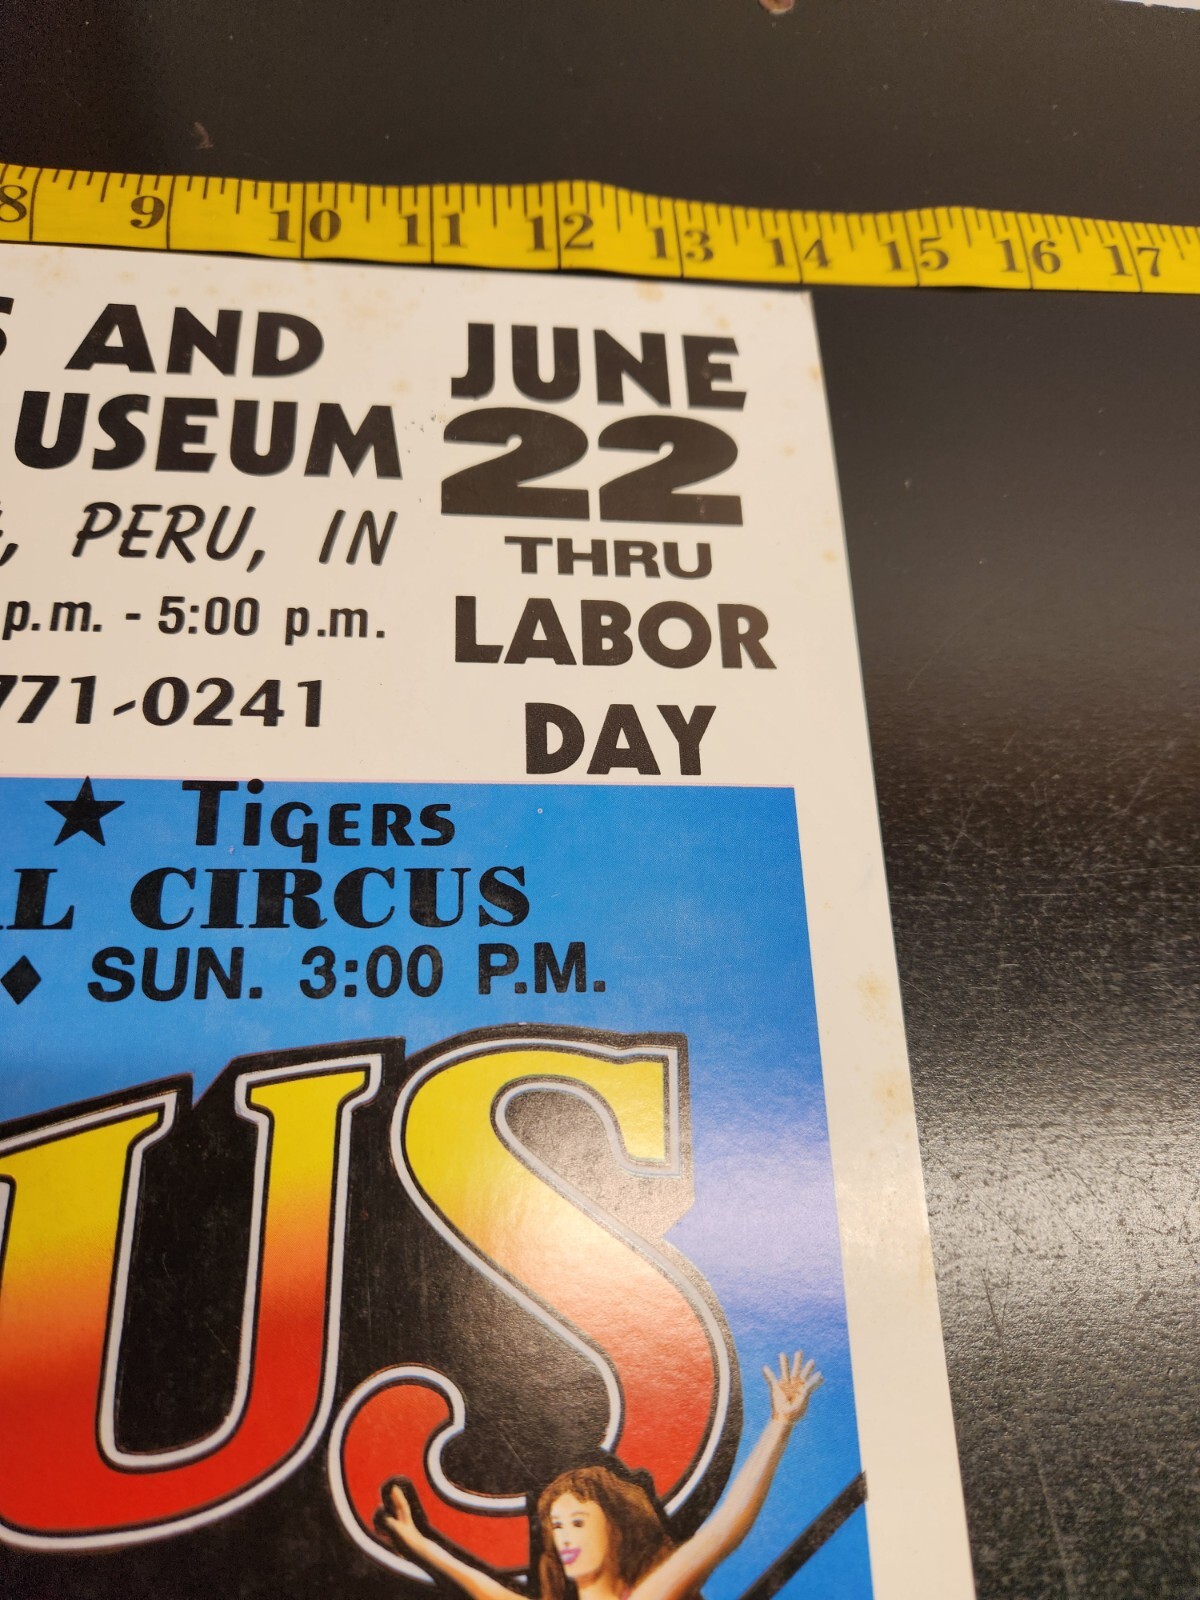 8 9 10 11 12 13 14 15 16 17
S AND
USEUM
PERU, IN
p.m. - 5:00 p.m.
771-0241
JUNE
22
THRU
LABOR
DAY
★ Tigers
AL CIRCUS
◆ SUN. 3:00 P.M.
US